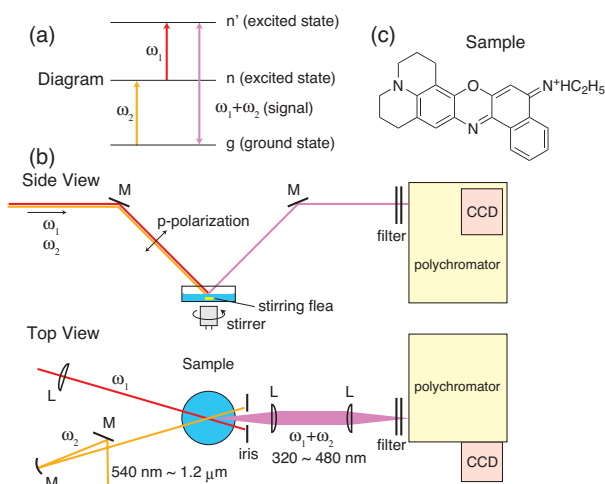 (a)
Diagram
n' (excited state)
ω₁
n (excited state)
ω₂
ω₁+ω₂ (signal)
g (ground state)
(c)
Sample
N
O
N
N⁺HC₂H₅
(b)
Side View
M
M
ω₁
ω₂
p-polarization
filter
CCD
polychromator
stirring flea
stirrer
Top View
Sample
L
ω₁
L
L
polychromator
ω₂
M
M
iris
ω₁+ω₂
320 ~ 480 nm
filter
540 nm ~ 1.2 μm
CCD